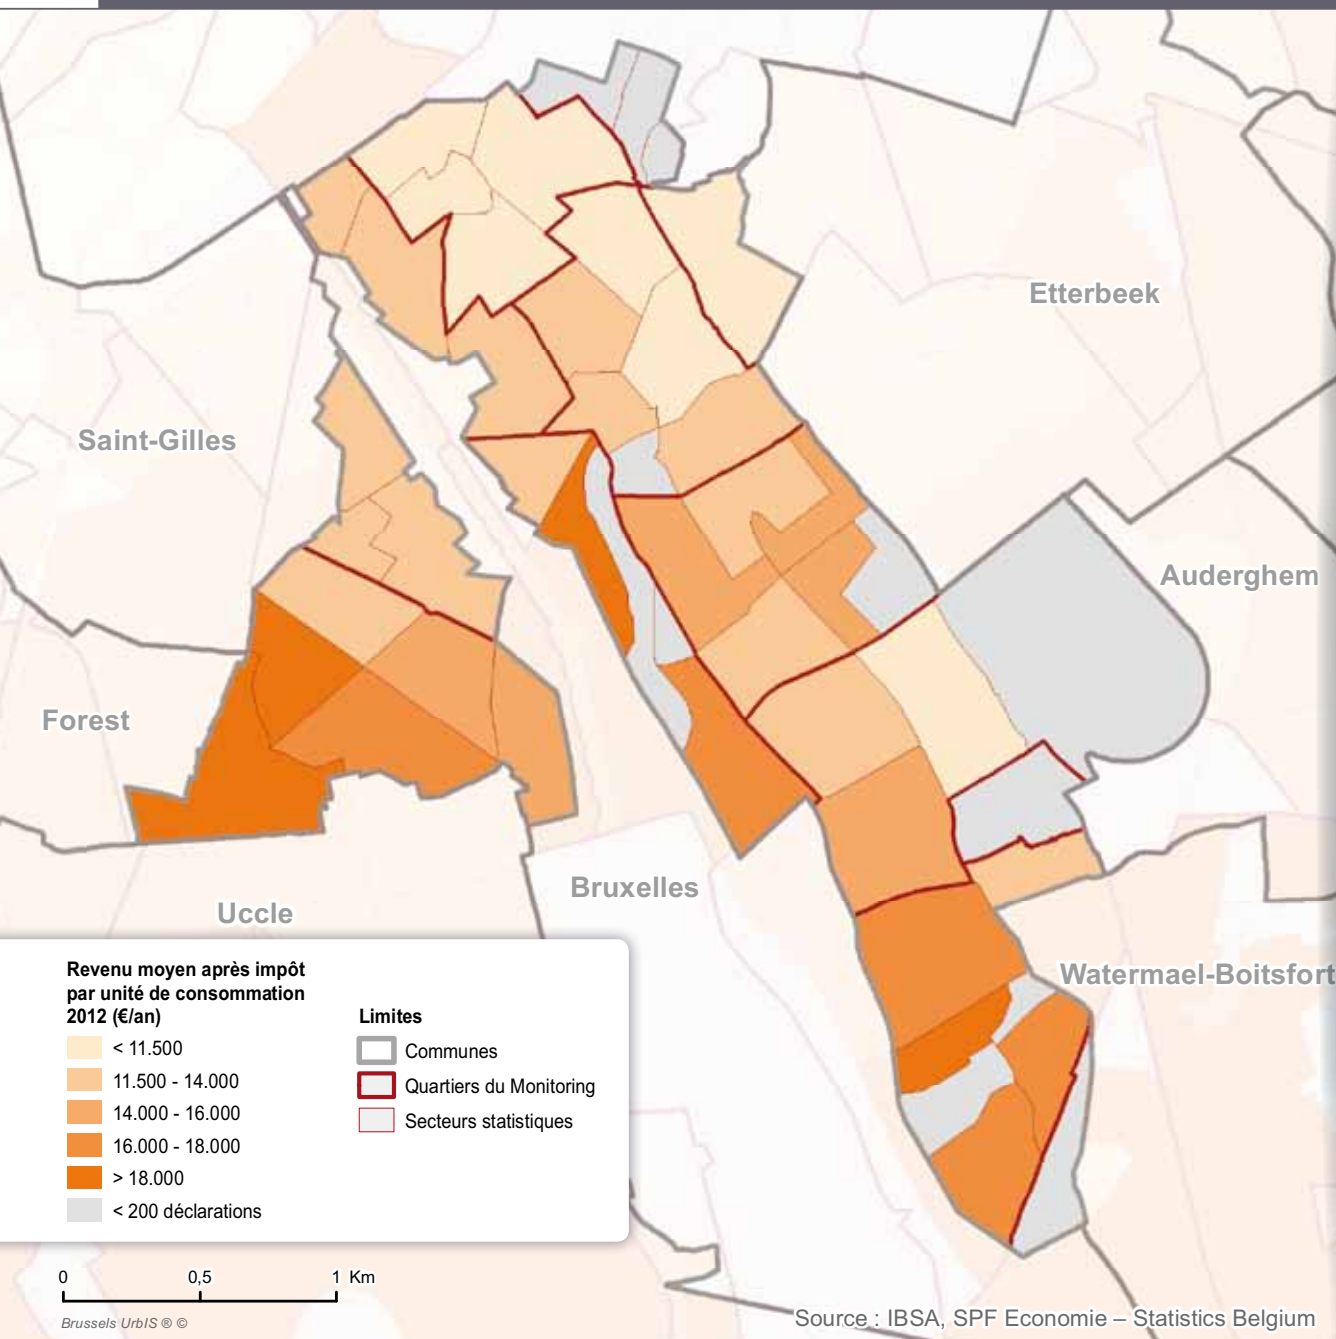 Etterbeek
Saint-Gilles
Auderghem
Forest
Bruxelles
Uccle
Watermael-Boitsfort
Revenu moyen après impôt
par unité de consommation
2012 (€/an)
< 11.500
11.500 - 14.000
14.000 - 16.000
16.000 - 18.000
> 18.000
< 200 déclarations
Limites
Communes
Quartiers du Monitoring
Secteurs statistiques
0 0,5 1 Km
Brussels UrbIS ® ©
Source : IBSA, SPF Economie – Statistics Belgium